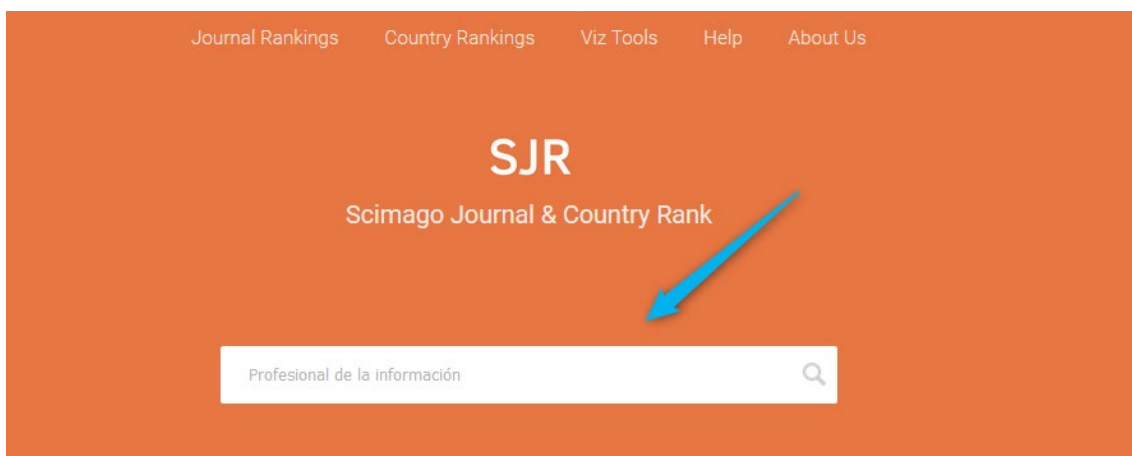 Journal Rankings Country Rankings Viz Tools Help About Us
SJR
Scimago Journal & Country Rank
Profesional de la información